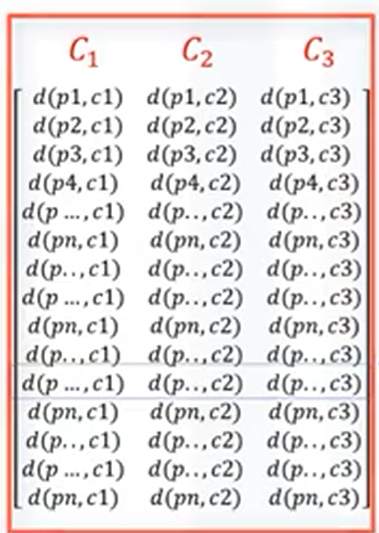 C1 C2 C3
d(p1, c1) d(p1, c2) d(p1, c3)
d(p2, c1) d(p2, c2) d(p2, c3)
d(p3, c1) d(p3, c2) d(p3, c3)
d(p4, c1) d(p4, c2) d(p4, c3)
d(p ..., c1) d(p.., c2) d(p.., c3)
d(pn, c1) d(pn, c2) d(pn, c3)
d(p.., c1) d(p.., c2) d(p.., c3)
d(p ..., c1) d(p.., c2) d(p.., c3)
d(pn, c1) d(pn, c2) d(pn, c3)
d(p.., c1) d(p.., c2) d(p.., c3)
d(p ..., c1) d(p.., c2) d(p.., c3)
d(pn, c1) d(pn, c2) d(pn, c3)
d(p.., c1) d(p.., c2) d(p.., c3)
d(p ..., c1) d(p.., c2) d(p.., c3)
d(pn, c1) d(pn, c2) d(pn, c3)